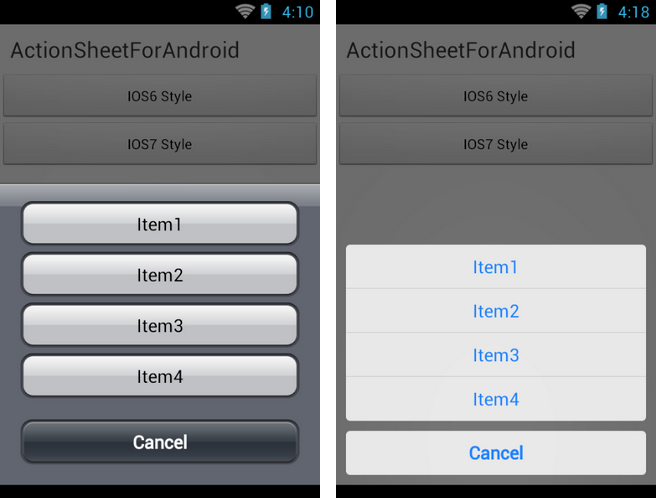 4:10
ActionSheetForAndroid
IOS6 Style
IOS7 Style
Item1
Item2
Item3
Item4
Cancel
4:18
ActionSheetForAndroid
IOS6 Style
IOS7 Style
Item1
Item2
Item3
Item4
Cancel